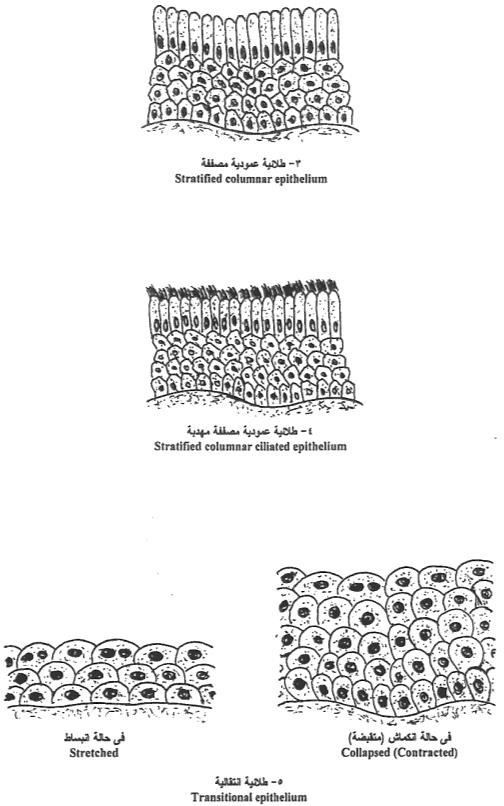 ٣- طلائية عمودية مصففة
Stratified columnar epithelium
٤- طلائية عمودية مصففة مهدبة
Stratified columnar ciliated epithelium
فى حالة انبساط
Stretched
فى حالة انكماش (منقبضة)
Collapsed (Contracted)
٥- طلائية انتقالية
Transitional epithelium